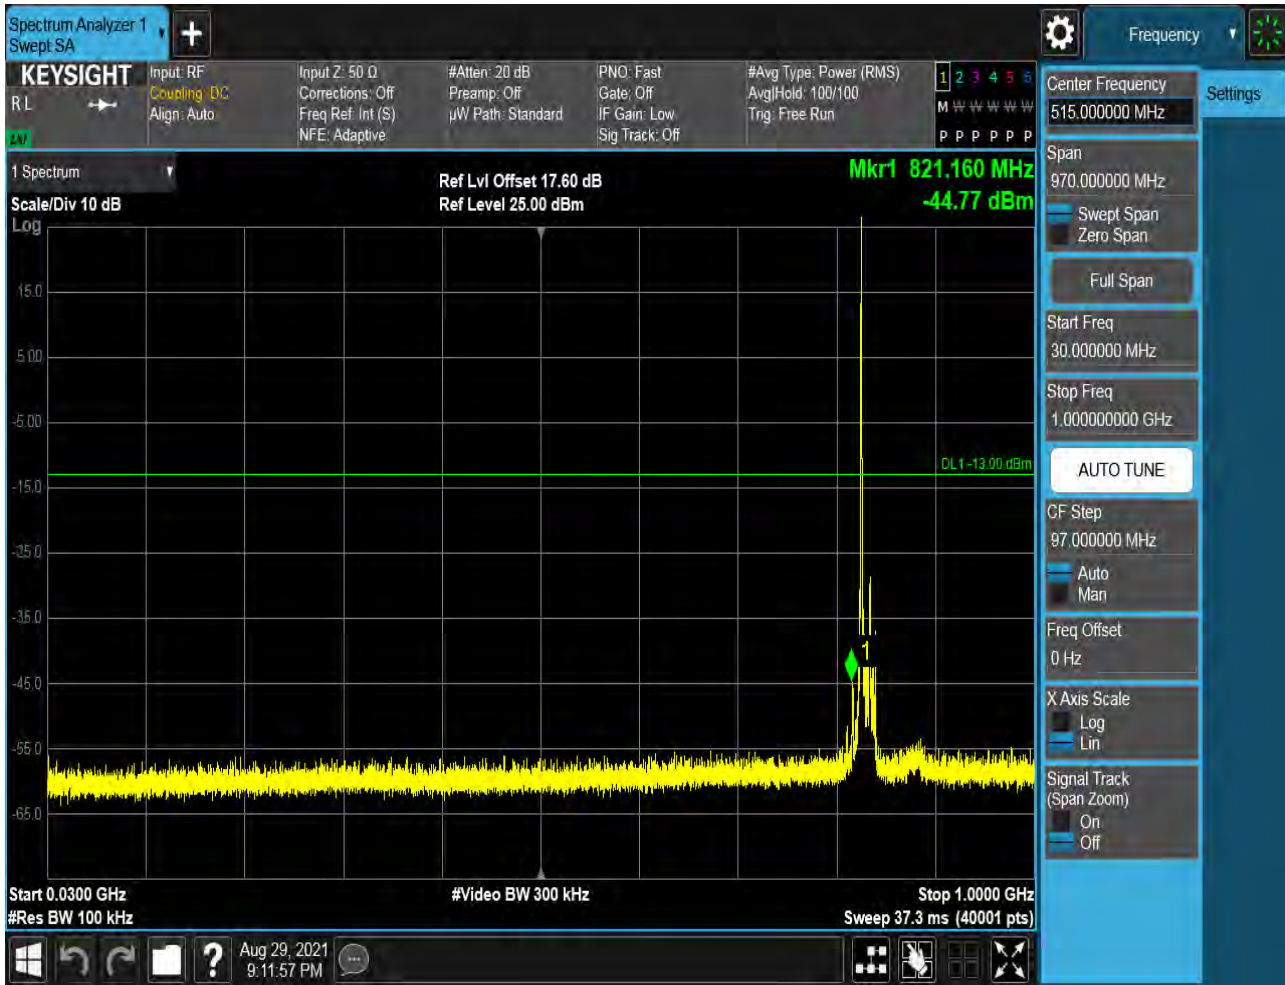 Spectrum Analyzer 1
Swept SA
Frequency
KEYSIGHT
R L
Input: RF
Coupling: DC
Align: Auto
Input Z: 50 Ω
Corrections: Off
Freq Ref: Int (S)
NFE: Adaptive
#Atten: 20 dB
Preamp: Off
µW Path: Standard
PNO: Fast
Gate: Off
IF Gain: Low
Sig Track: Off
#Avg Type: Power (RMS)
Avg|Hold: 100/100
Trig: Free Run
1 2 3 4 5 6
M W W W W W
P P P P P P
1 Spectrum
Scale/Div 10 dB
Log
Ref Lvl Offset 17.60 dB
Ref Level 25.00 dBm
Mkr1 821.160 MHz
-44.77 dBm
15.0
5.00
-5.00
-15.0
-25.0
-35.0
-45.0
-55.0
-65.0
DL1 -13.00 dBm
Start 0.0300 GHz
#Res BW 100 kHz
#Video BW 300 kHz
Stop 1.0000 GHz
Sweep 37.3 ms (40001 pts)
Aug 29, 2021
9:11:57 PM
Center Frequency
515.000000 MHz
Span
970.000000 MHz
Swept Span
Zero Span
Full Span
Start Freq
30.000000 MHz
Stop Freq
1.000000000 GHz
AUTO TUNE
CF Step
97.000000 MHz
Auto
Man
Freq Offset
0 Hz
X Axis Scale
Log
Lin
Signal Track
(Span Zoom)
On
Off
Settings